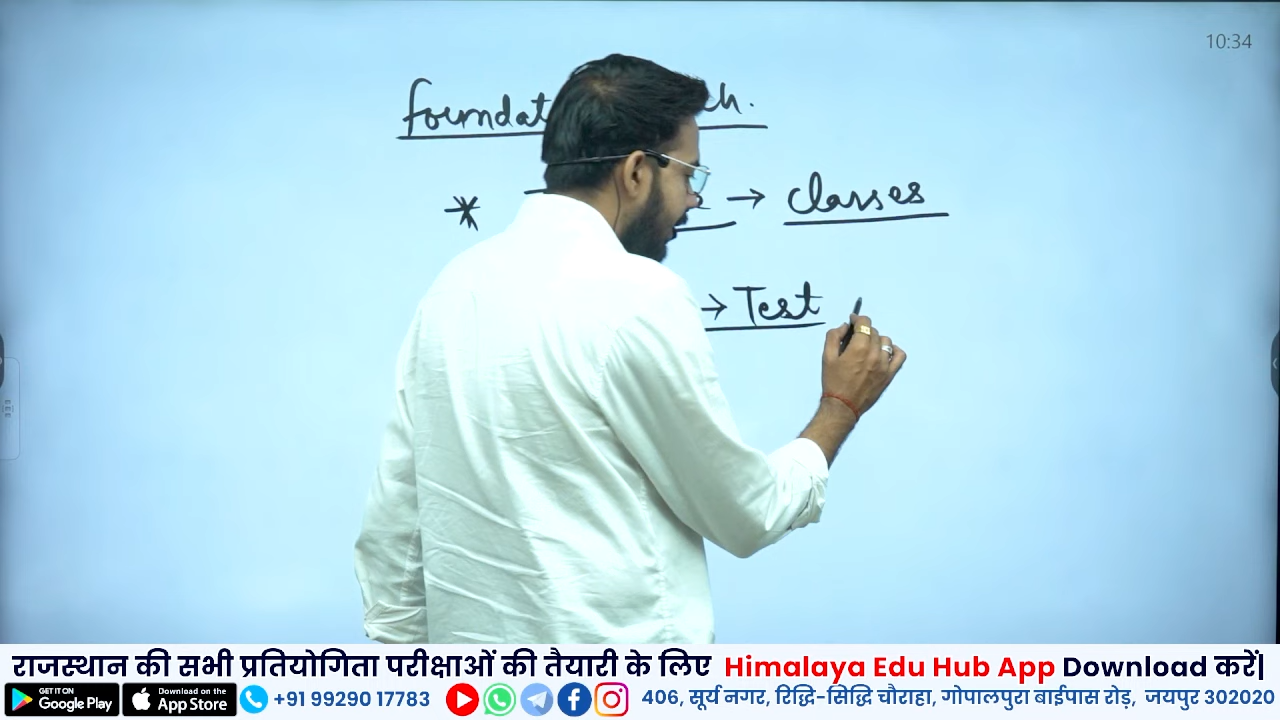 10:34
→ Classes
→ Test
राजस्थान की सभी प्रतियोगिता परीक्षाओं की तैयारी के लिए Himalaya Edu Hub App Download करें|
GET IT ON Google Play Download on the App Store +91 99290 17783 406, सूर्य नगर, रिद्धि-सिद्धि चौराहा, गोपालपुरा बाईपास रोड़, जयपुर 302020